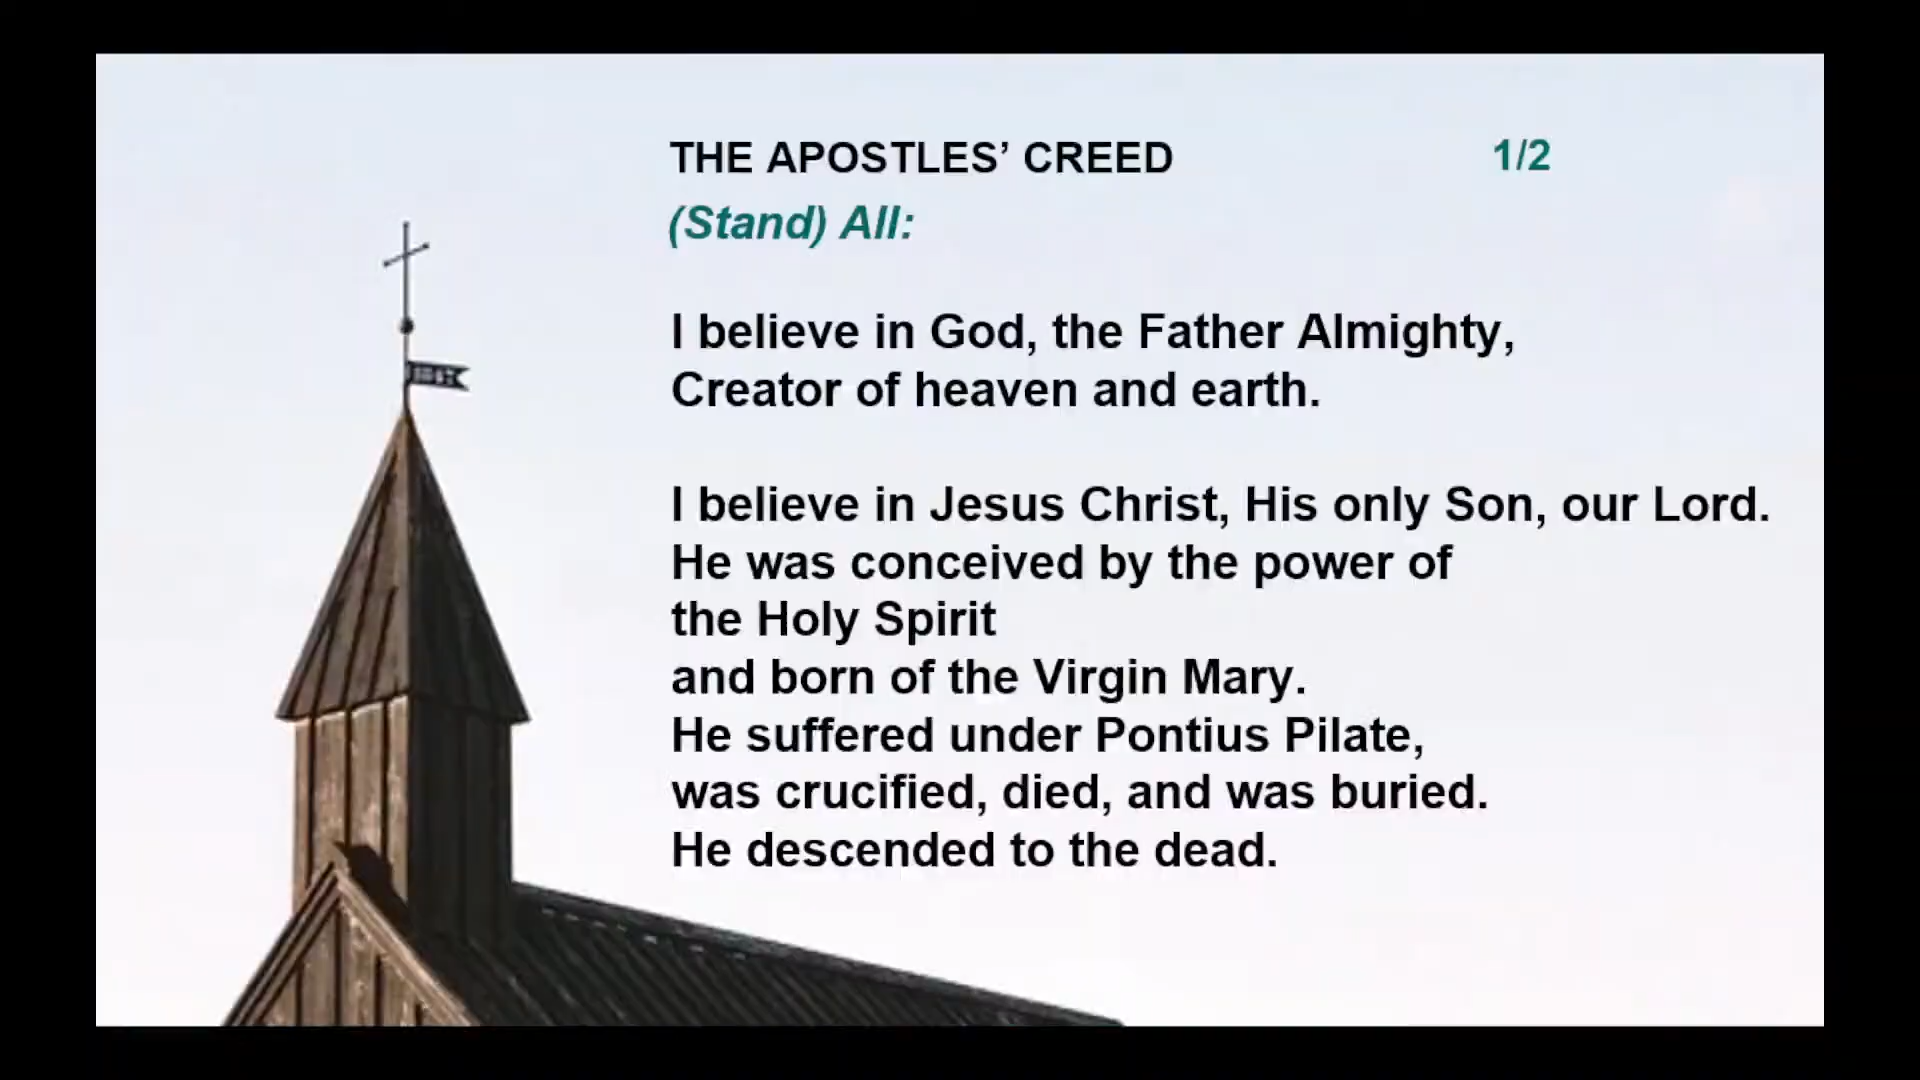 THE APOSTLES’ CREED 1/2
(Stand) All:
I believe in God, the Father Almighty,
Creator of heaven and earth.
I believe in Jesus Christ, His only Son, our Lord.
He was conceived by the power of
the Holy Spirit
and born of the Virgin Mary.
He suffered under Pontius Pilate,
was crucified, died, and was buried.
He descended to the dead.